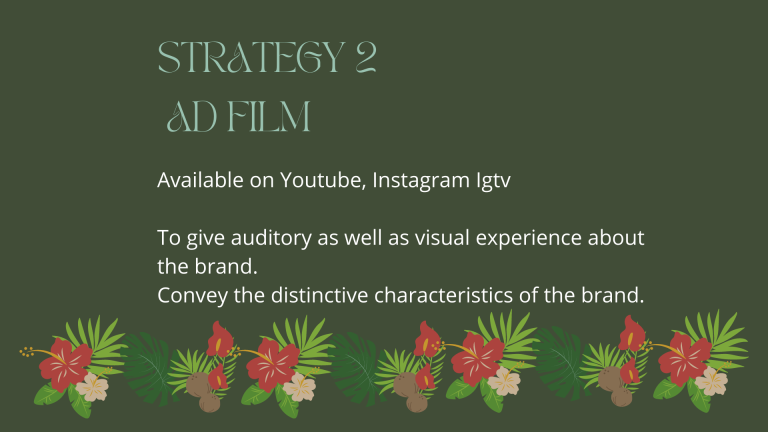 STRATEGY 2
AD FILM
Available on Youtube, Instagram Igtv
To give auditory as well as visual experience about
the brand.
Convey the distinctive characteristics of the brand.